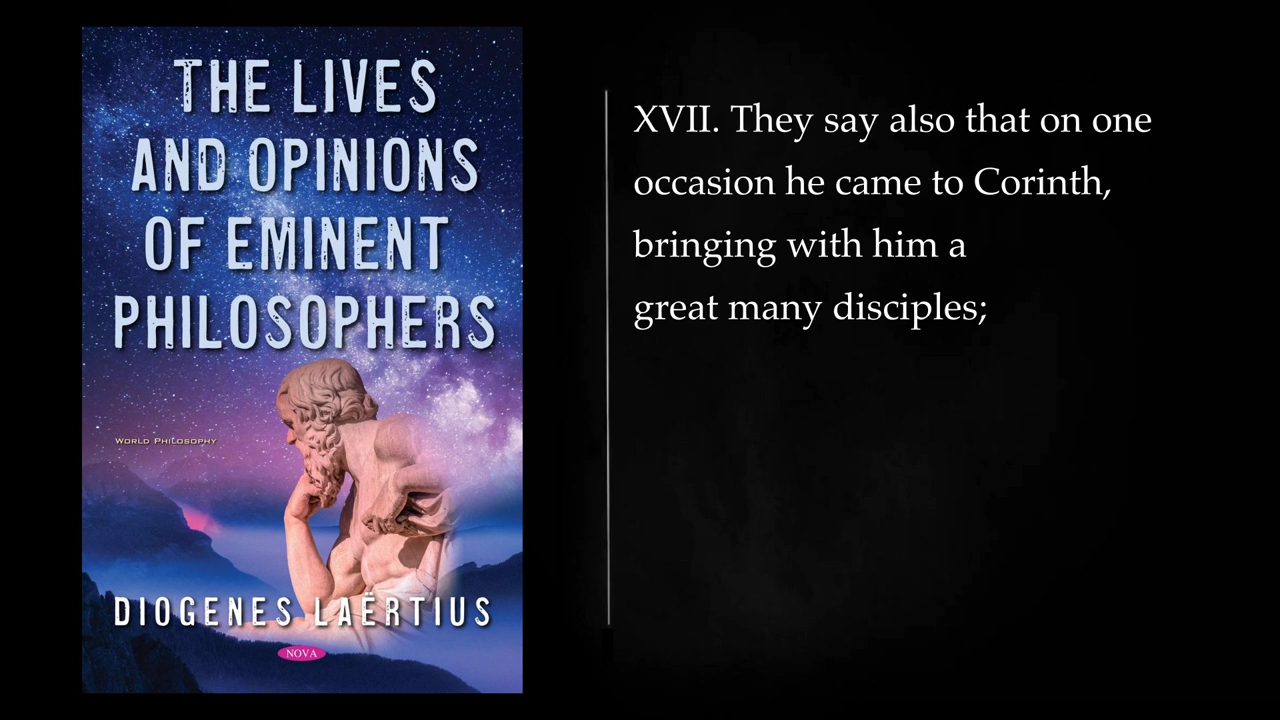 THE LIVES
AND OPINIONS
OF EMINENT
PHILOSOPHERS
WORLD PHILOSOPHY
DIOGENES LAËRTIUS
NOVA
XVII. They say also that on one
occasion he came to Corinth,
bringing with him a
great many disciples;